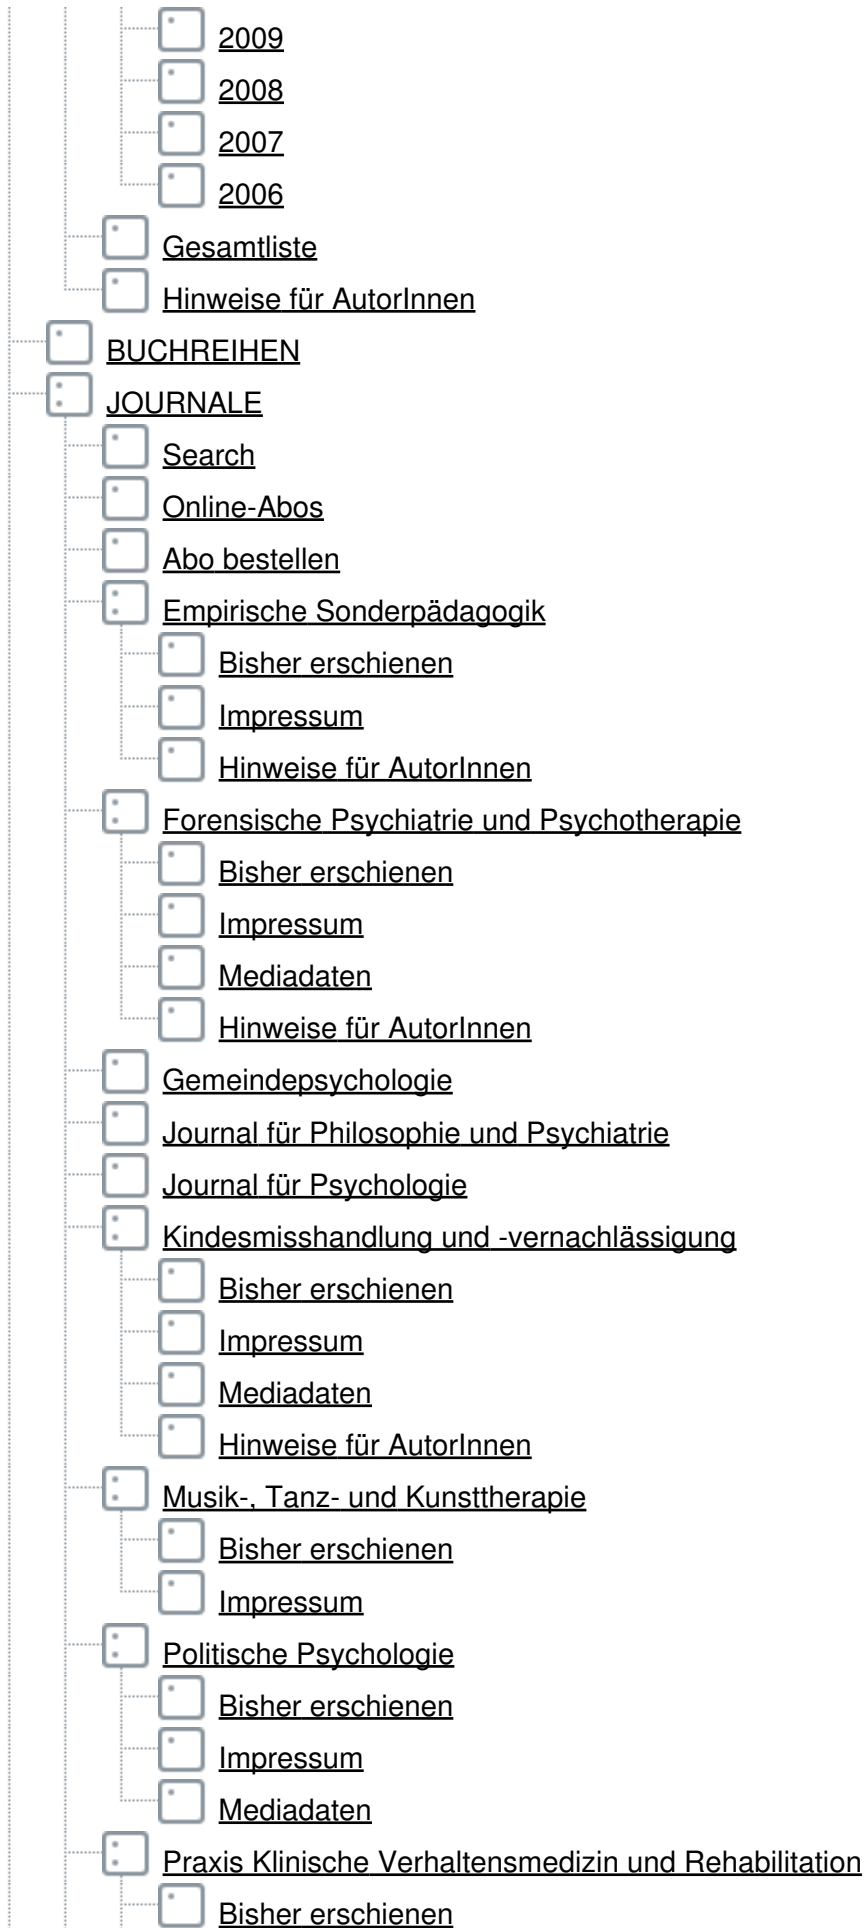 2009
2008
2007
2006
Gesamtliste
Hinweise für AutorInnen
BUCHREIHEN
JOURNALE
Search
Online-Abos
Abo bestellen
Empirische Sonderpädagogik
Bisher erschienen
Impressum
Hinweise für AutorInnen
Forensische Psychiatrie und Psychotherapie
Bisher erschienen
Impressum
Mediadaten
Hinweise für AutorInnen
Gemeindepsychologie
Journal für Philosophie und Psychiatrie
Journal für Psychologie
Kindesmisshandlung und -vernachlässigung
Bisher erschienen
Impressum
Mediadaten
Hinweise für AutorInnen
Musik-, Tanz- und Kunsttherapie
Bisher erschienen
Impressum
Politische Psychologie
Bisher erschienen
Impressum
Mediadaten
Praxis Klinische Verhaltensmedizin und Rehabilitation
Bisher erschienen